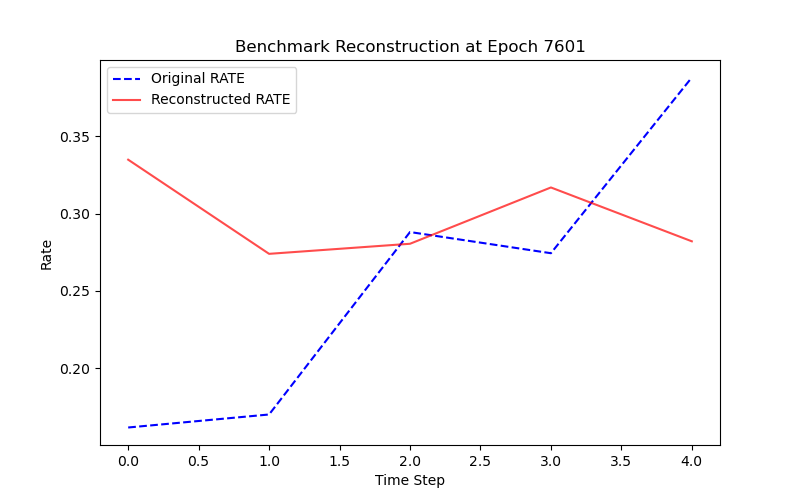 Benchmark Reconstruction at Epoch 7601
Original RATE
Reconstructed RATE
0.35
0.30
0.25
0.20
Rate
0.0 0.5 1.0 1.5 2.0 2.5 3.0 3.5 4.0
Time Step